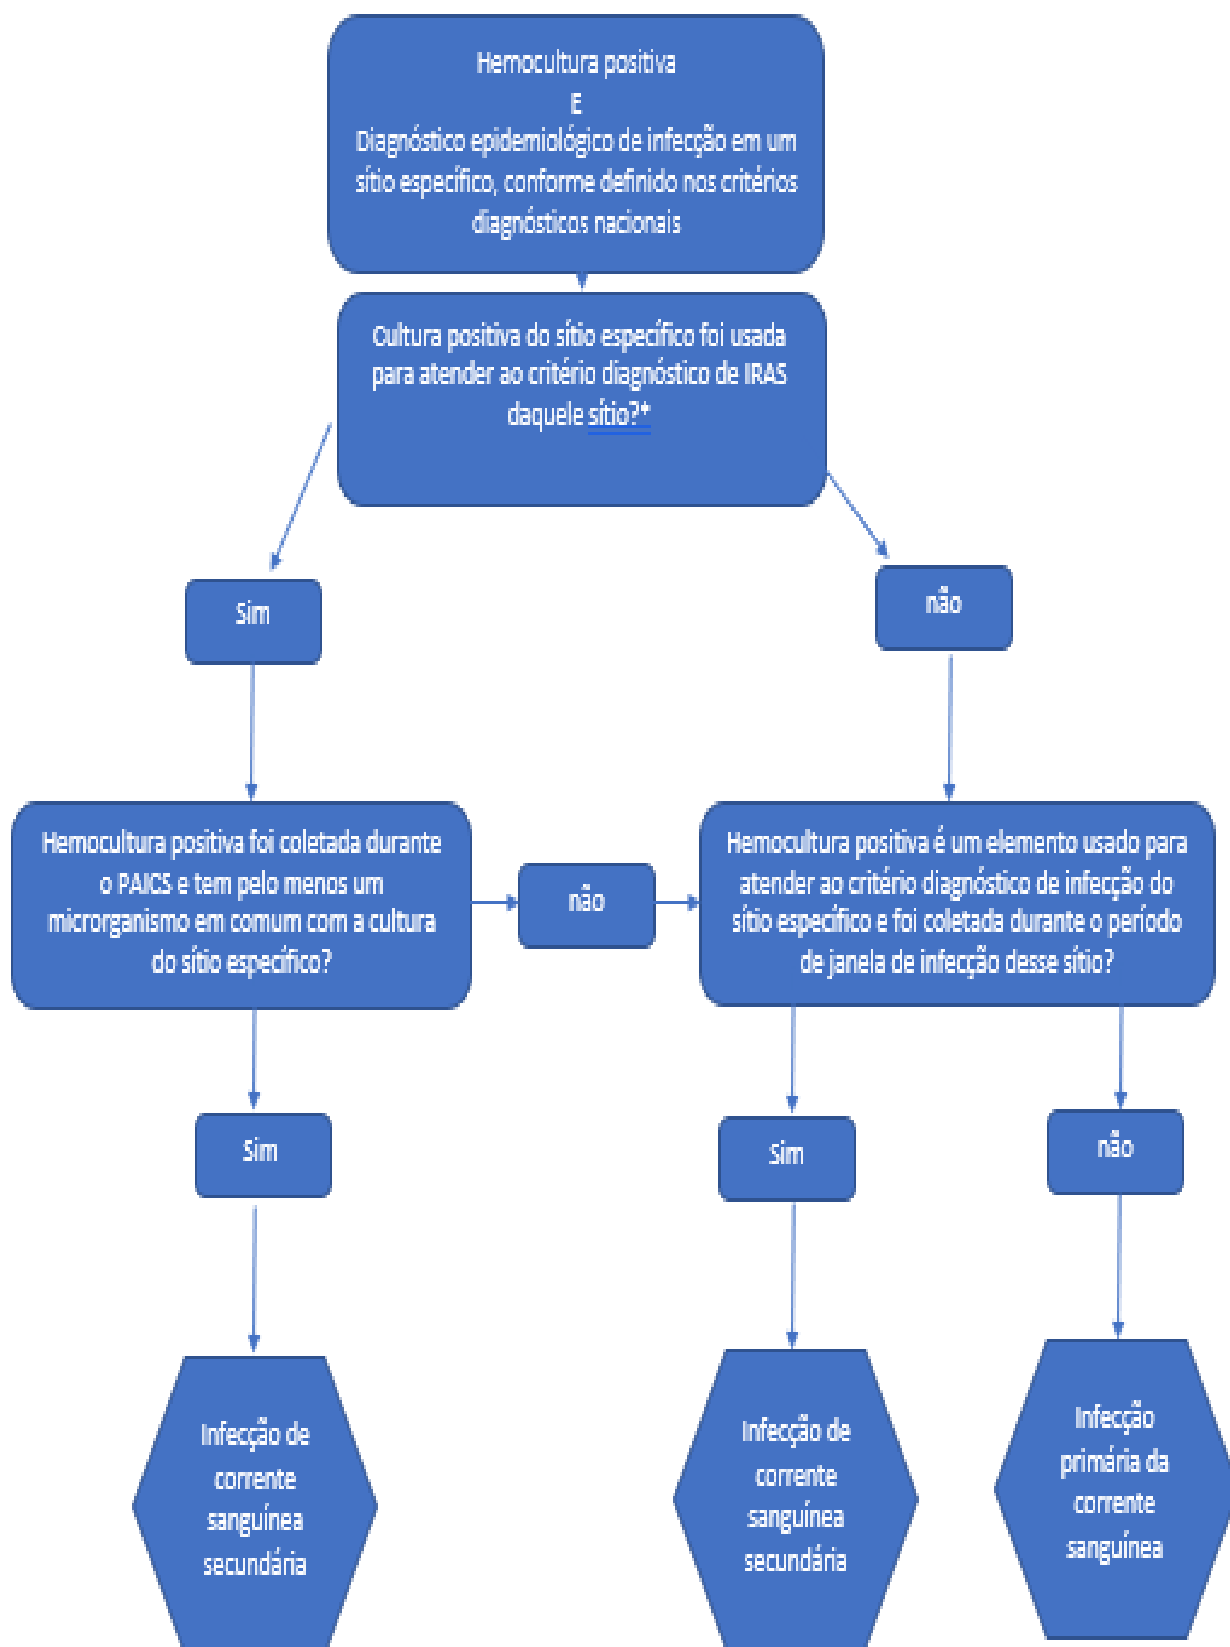 Hemocultura positiva
E
Diagnóstico epidemiológico de infecção em um
sítio específico, conforme definido nos critérios
diagnósticos nacionais
Cultura positiva do sítio específico foi usada
para atender ao critério diagnóstico de IRAS
daquele sítio?*
Sim
não
Hemocultura positiva foi coletada durante
o PAICS e tem pelo menos um
microrganismo em comum com a cultura
do sítio específico?
não
Hemocultura positiva é um elemento usado para
atender ao critério diagnóstico de infecção do
sítio específico e foi coletada durante o período
de janela de infecção desse sítio?
Sim
Sim
não
Infecção de
corrente
sanguínea
secundária
Infecção de
corrente
sanguínea
secundária
Infecção
primária da
corrente
sanguínea